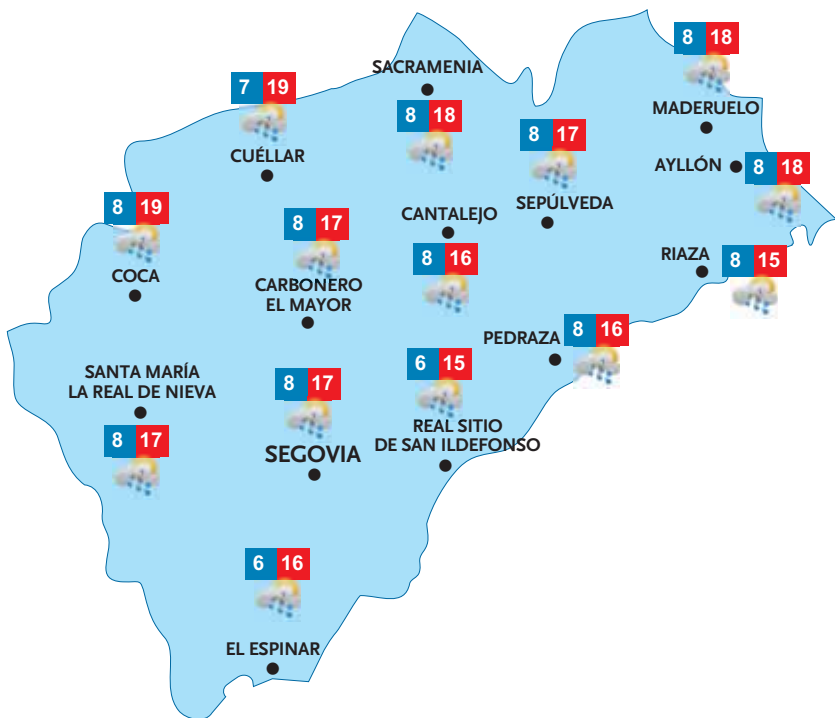 8 18
MADERUELO
SACRAMENIA
8 18
7 19
CUÉLLAR
8 17
SEPÚLVEDA
AYLLÓN
8 18
8 19
COCA
8 17
CARBONERO
EL MAYOR
CANTALEJO
8 16
RIAZA
8 15
PEDRAZA
8 16
SANTA MARÍA
LA REAL DE NIEVA
8 17
8 17
SEGOVIA
6 15
REAL SITIO
DE SAN ILDEFONSO
6 16
EL ESPINAR